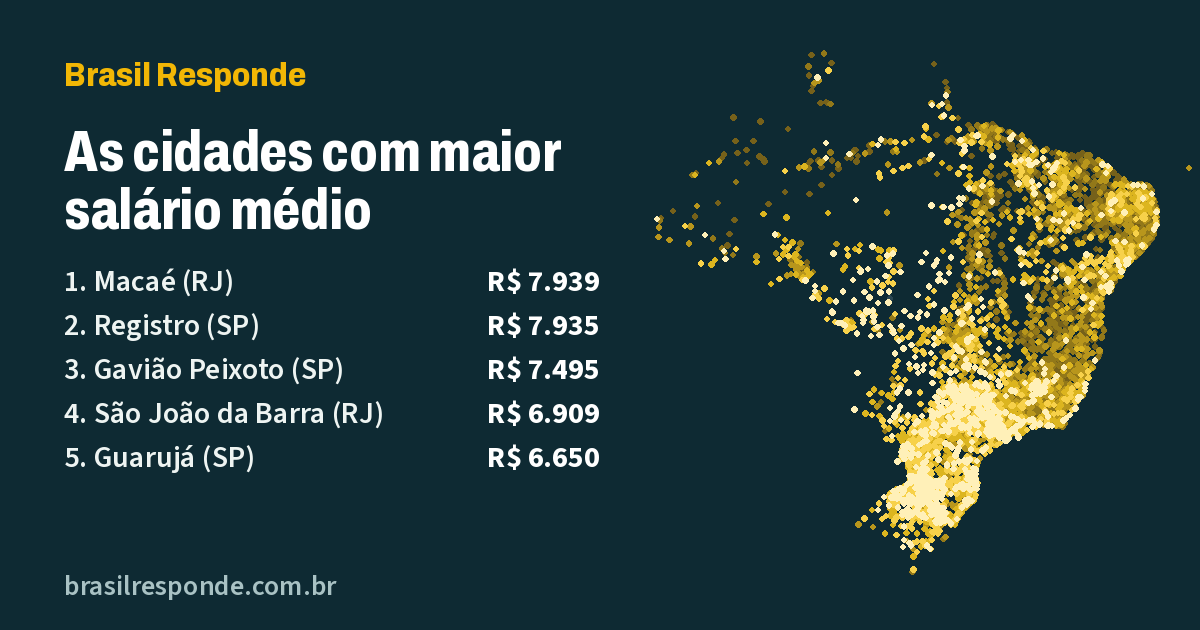 Brasil Responde
As cidades com maior
salário médio
1. Macaé (RJ) R$ 7.939
2. Registro (SP) R$ 7.935
3. Gavião Peixoto (SP) R$ 7.495
4. São João da Barra (RJ) R$ 6.909
5. Guarujá (SP) R$ 6.650
brasilresponde.com.br